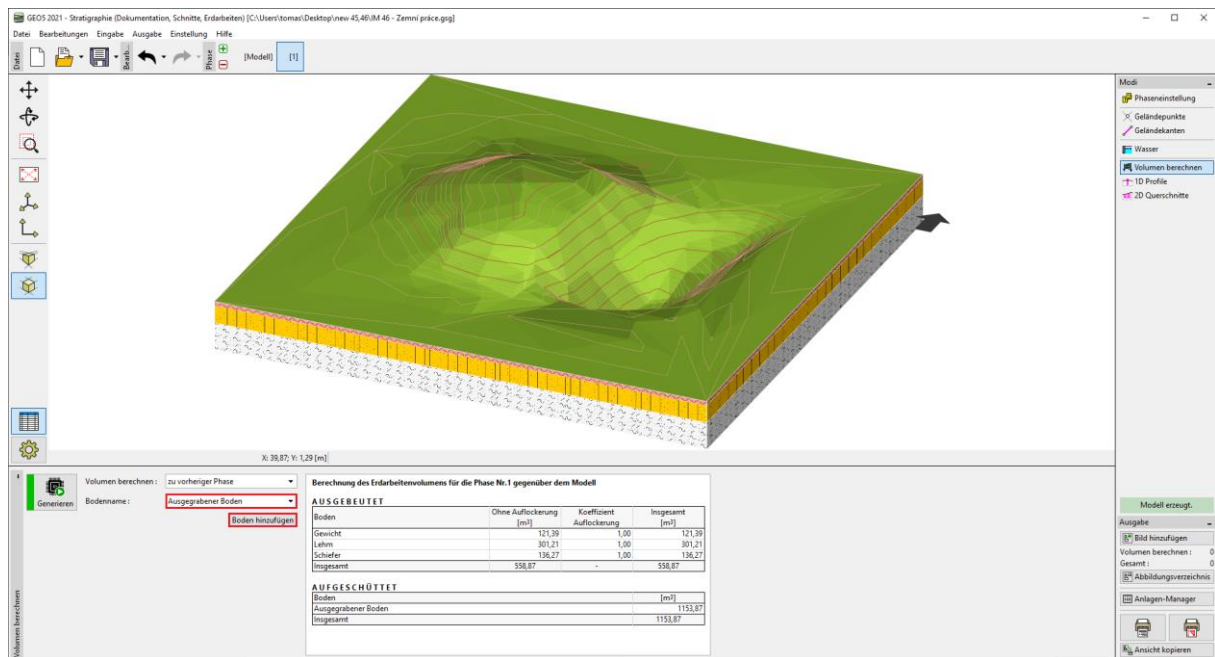 GEO5 2021 - Stratigraphie (Dokumentation, Schnitte, Erdarbeiten) [C:\Users\tomas\Desktop\new 45,46\IM 46 - Zemní práce.gsg]
Datei Bearbeitungen Eingabe Ausgabe Einstellung Hilfe
Datei
Bearb...
Phase
[Modell] [1]
X: 39,87; Y: 1,29 [m]
Modi
Phaseneinstellung
Geländepunkte
Geländekanten
Wasser
Volumen berechnen
1D Profile
2D Querschnitte
Modell erzeugt.
Volumen berechnen
Generieren
Volumen berechnen : zu vorheriger Phase
Bodenname : Ausgegrabener Boden
Boden hinzufügen
Berechnung des Erdarbeitenvolumens für die Phase Nr.1 gegenüber dem Modell
AUSGEBEUTET
Boden Ohne Auflockerung [m³] Koeffizient Auflockerung Insgesamt [m³]
Gewicht 121,39 1,00 121,39
Lehm 301,21 1,00 301,21
Schiefer 136,27 1,00 136,27
Insgesamt 558,87 - 558,87
AUFGESCHÜTTET
Boden [m³]
Ausgegrabener Boden 1153,87
Insgesamt 1153,87
Ausgabe
Bild hinzufügen
Volumen berechnen : 0
Gesamt : 0
Abbildungsverzeichnis
Anlagen-Manager
Ansicht kopieren